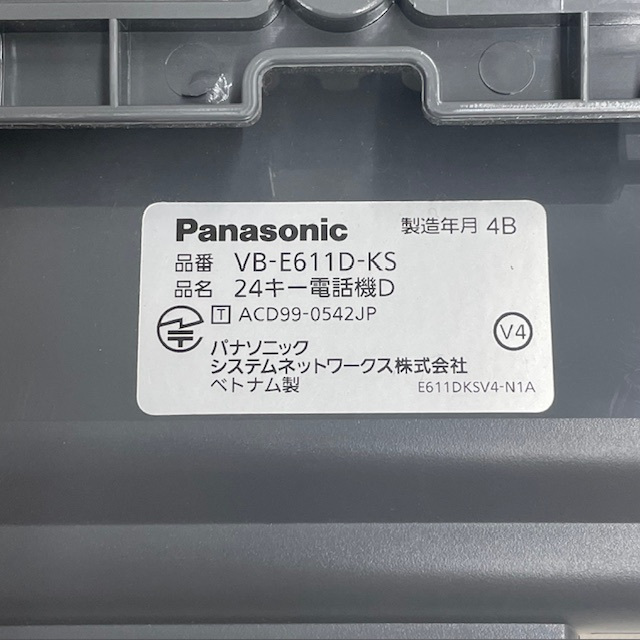 Panasonic 製造年月 4B
品番 VB-E611D-KS
品名 24キー電話機D
T ACD99-0542JP
V4
パナソニック
システムネットワークス株式会社
ベトナム製 E611DKSV4-N1A